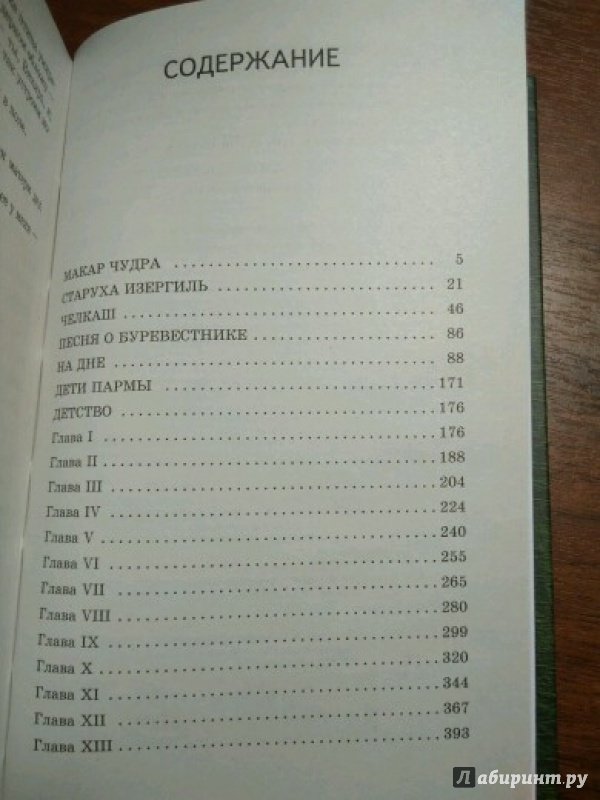 СОДЕРЖАНИЕ
МАКАР ЧУДРА 5
СТАРУХА ИЗЕРГИЛЬ 21
ЧЕЛКАШ 46
ПЕСНЯ О БУРЕВЕСТНИКЕ 86
НА ДНЕ 88
ДЕТИ ПАРМЫ 171
ДЕТСТВО 176
Глава I 176
Глава II 188
Глава III 204
Глава IV 224
Глава V 240
Глава VI 255
Глава VII 265
Глава VIII 280
Глава IX 299
Глава X 320
Глава XI 344
Глава XII 367
Глава XIII 393
Лабиринт.ру